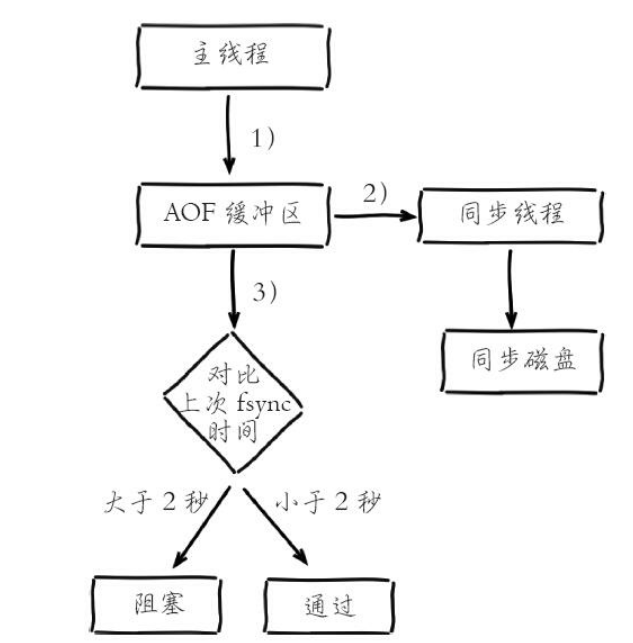 主线程
1)
AOF 缓冲区
2)
同步线程
3)
同步磁盘
对比
上次 fsync
时间
大于 2 秒
小于 2 秒
阻塞
通过